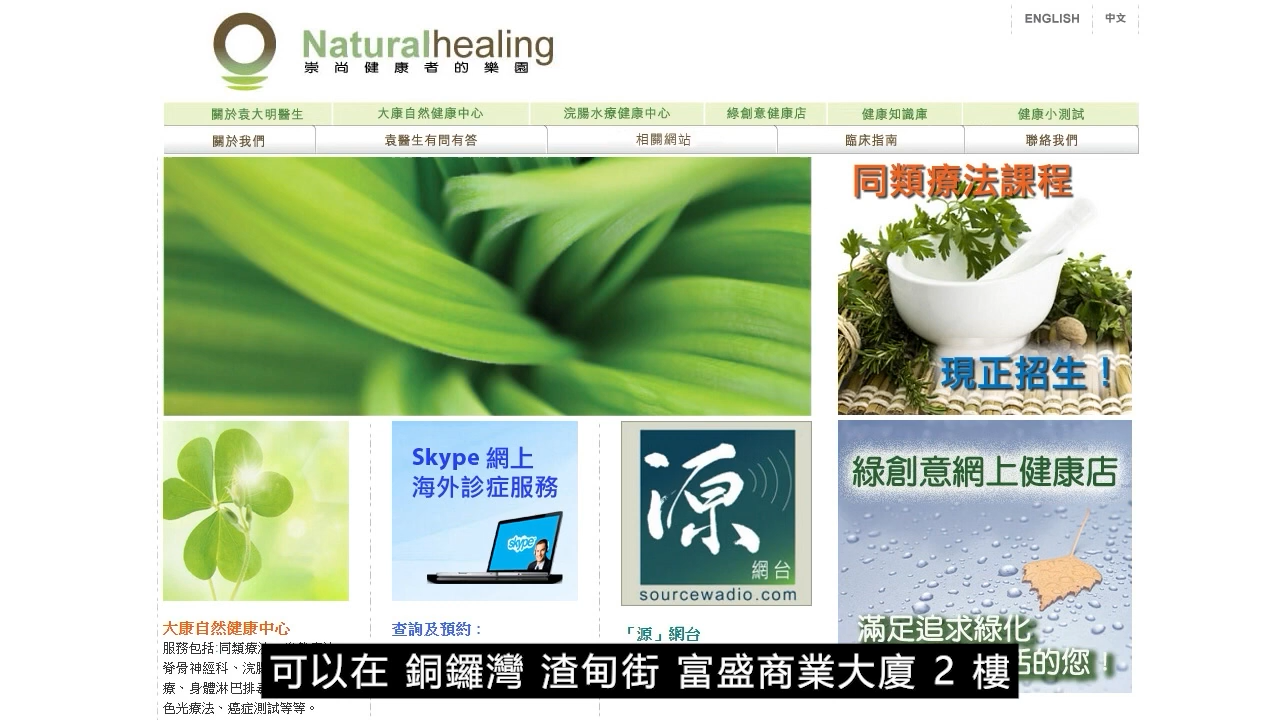 ENGLISH 中文
Naturalhealing
崇尚健康者的樂園
關於袁大明醫生 大康自然健康中心 浣腸水療健康中心 綠創意健康店 健康知識庫 健康小測試
關於我們 袁醫生有問有答 相關網站 臨床指南 聯絡我們
同類療法課程
現正招生！
Skype 網上
海外診症服務
skype
源
網台
sourcewadio.com
綠創意網上健康店
滿足追求綠化
活的您！
大康自然健康中心
服務包括:同類療
脊骨神經科、浣腸
療、身體淋巴排毒
色光療法、癌症測試等等。
查詢及預約：
「源」網台
可以在 銅鑼灣 渣甸街 富盛商業大廈 2 樓